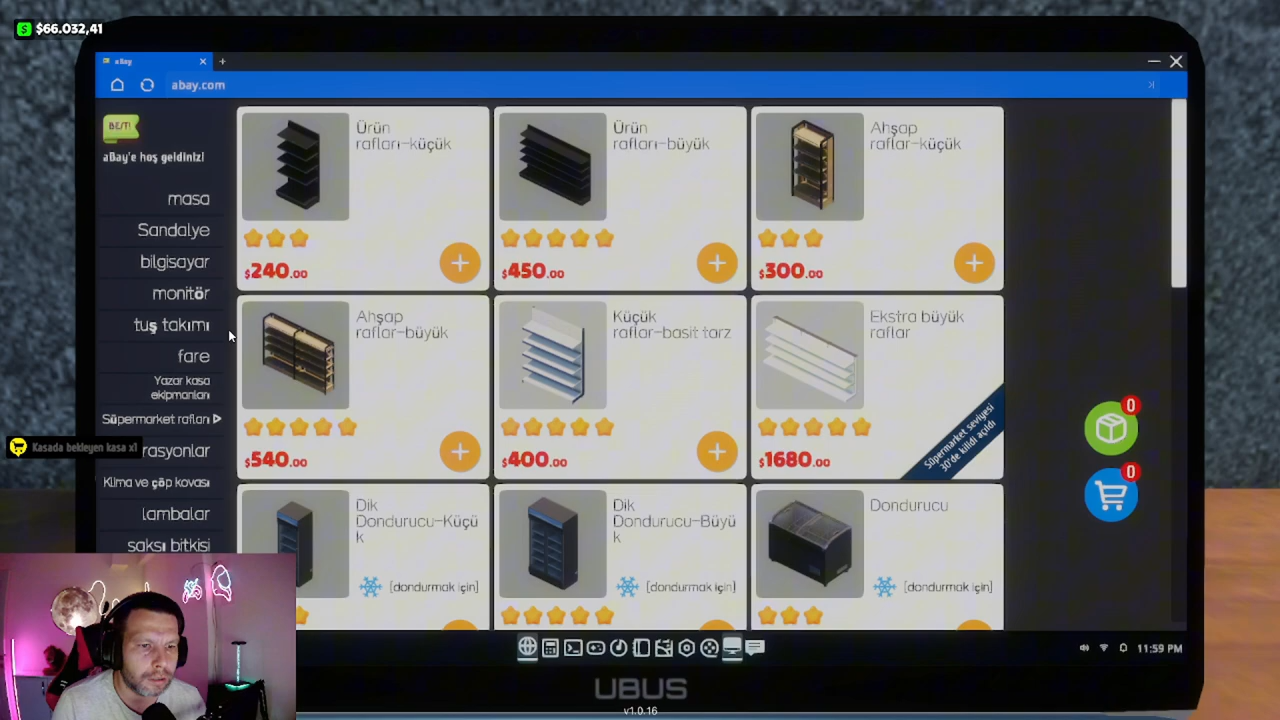 $66.032,41
aBay
abay.com
BEST!
aBay'e hoş geldiniz!
masa
Sandalye
bilgisayar
monitör
tuş takımı
fare
Yazar kasa
ekipmanları
Süpermarket rafları
Kasada bekleyen kasa x1
rasyonlar
Klima ve çöp kovası
lambalar
saksı bitkisi
Ürün
rafları-küçük
$240.00
Ürün
rafları-büyük
$450.00
Ahşap
raflar-küçük
$300.00
Ahşap
raflar-büyük
$540.00
Küçük
raflar-basit tarz
$400.00
Ekstra büyük
raflar
$1680.00
Süpermarket seviyesi
30'de kilidi açıldı
Dik
Dondurucu-Küçü
k
[dondurmak için]
Dik
Dondurucu-Büyü
k
[dondurmak için]
Dondurucu
[dondurmak için]
0
0
11:59 PM
UBUS
v1.0.16